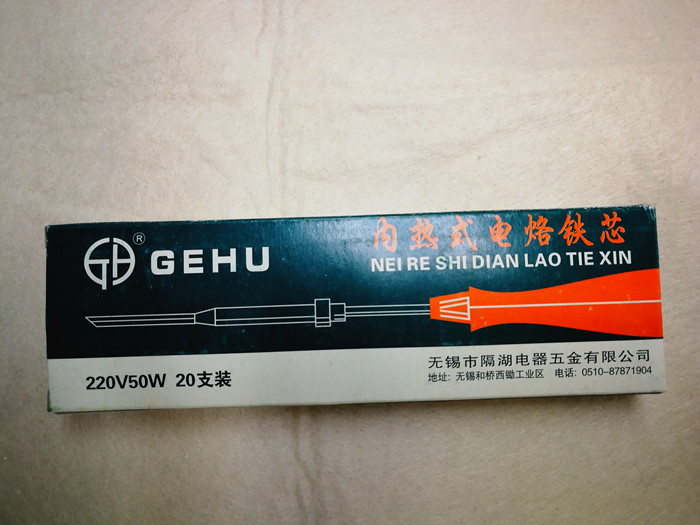 GH ® GEHU
内热式电烙铁芯
NEI RE SHI DIAN LAO TIE XIN
220V50W 20支装
无锡市隔湖电器五金有限公司
地址: 无锡和桥西锄工业区 电话: 0510-87871904